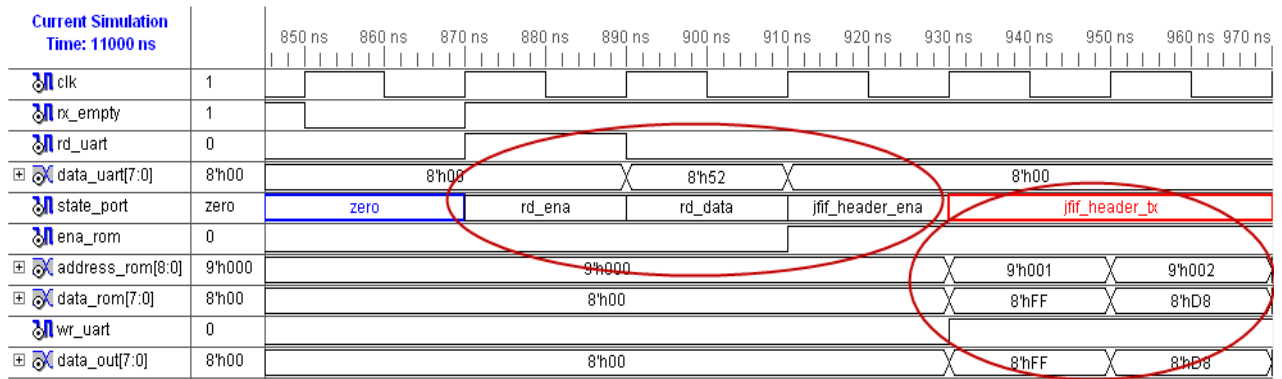 Current Simulation
Time: 11000 ns
850 ns 860 ns 870 ns 880 ns 890 ns 900 ns 910 ns 920 ns 930 ns 940 ns 950 ns 960 ns 970 ns
clk 1
rx_empty 1
rd_uart 0
data_uart[7:0] 8'h00 8'h00 8'h52 8'h00
state_port zero zero rd_ena rd_data jfif_header_ena jfif_header_tx
ena_rom 0
address_rom[8:0] 9'h000 9'h000 9'h001 9'h002
data_rom[7:0] 8'h00 8'h00 8'hFF 8'hD8
wr_uart 0
data_out[7:0] 8'h00 8'h00 8'hFF 8'hD8